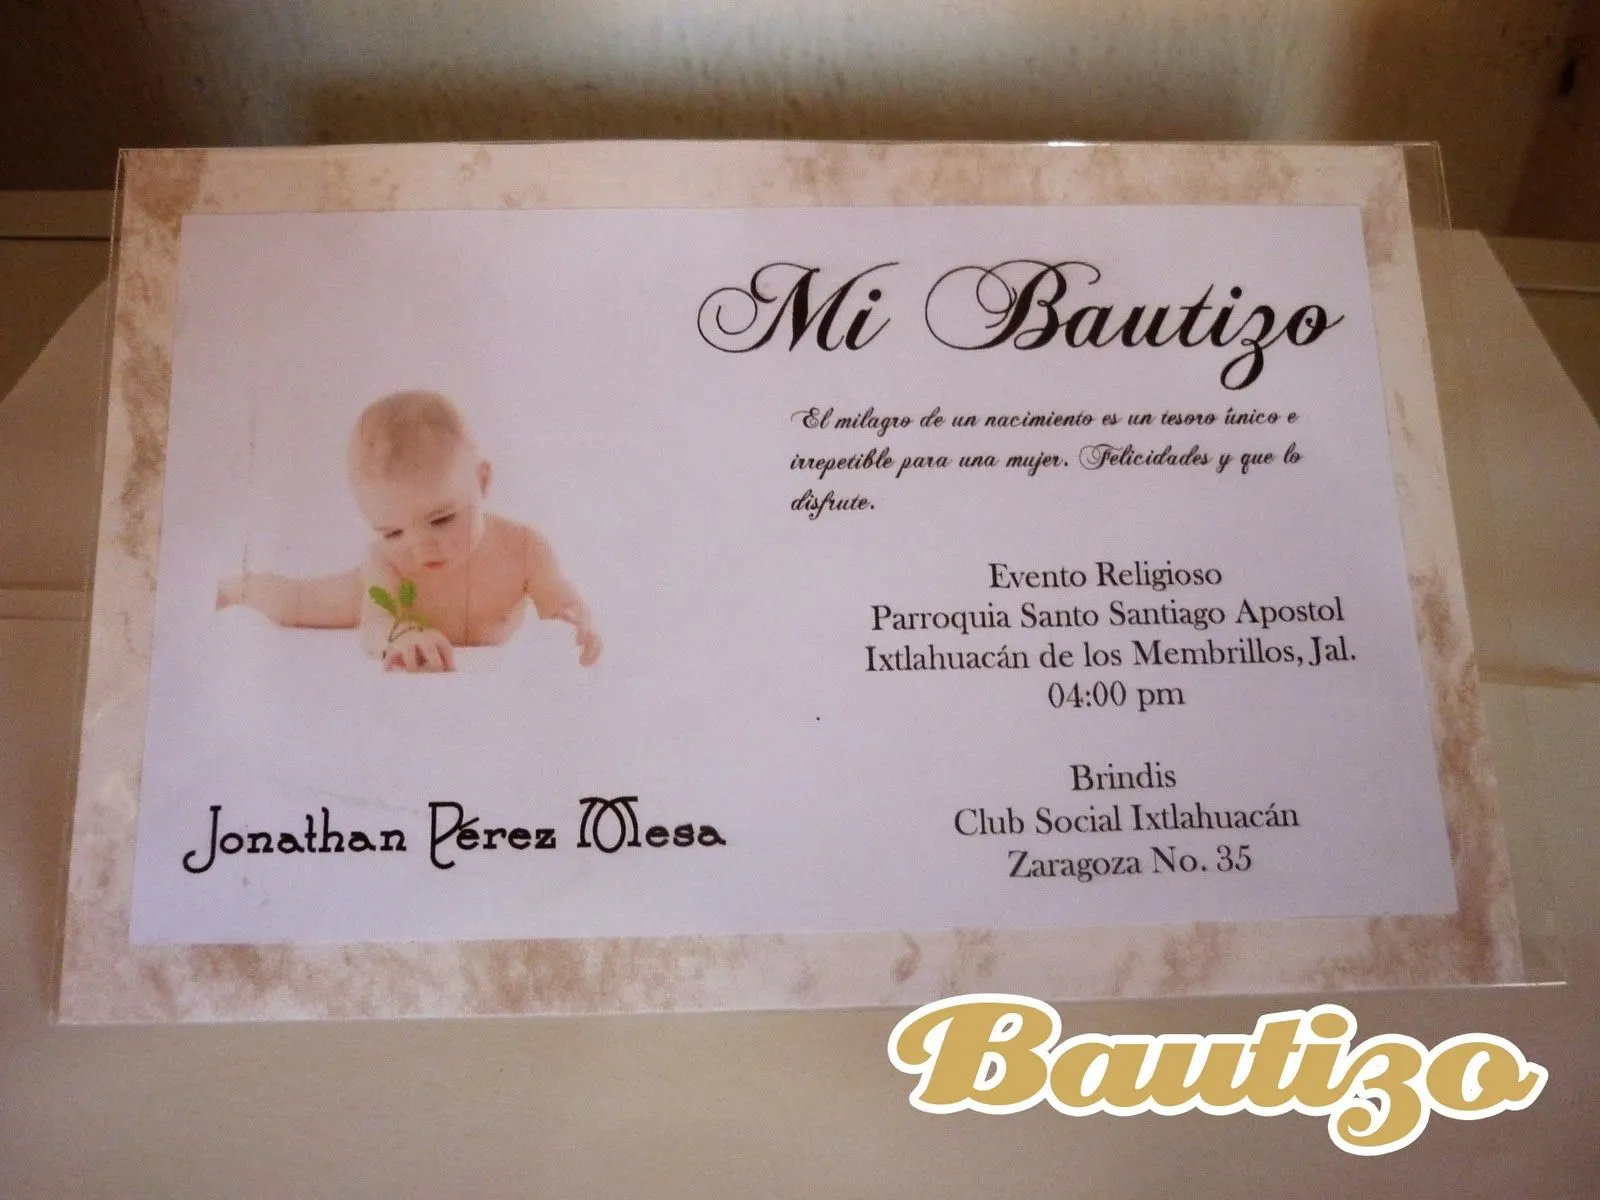 Mi Bautizo
El milagro de un nacimiento es un tesoro único e
irrepetible para una mujer. Felicidades y que lo
disfrute.
Evento Religioso
Parroquia Santo Santiago Apostol
Ixtlahuacán de los Membrillos, Jal.
04:00 pm
Brindis
Club Social Ixtlahuacán
Zaragoza No. 35
Jonathan Pérez Mesa
Bautizo